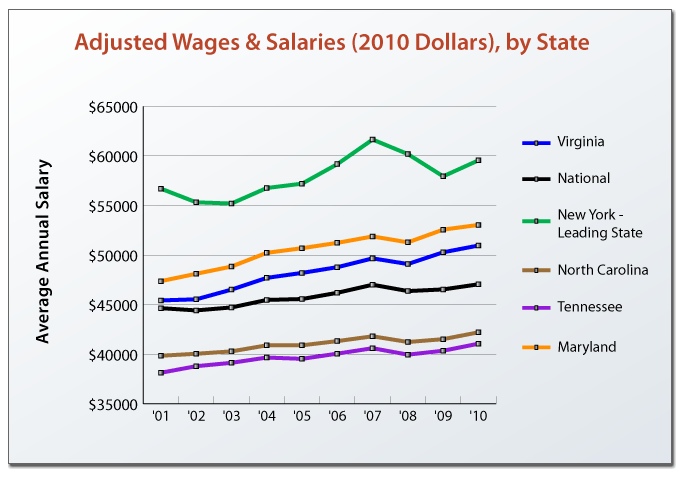 Adjusted Wages & Salaries (2010 Dollars), by State
Average Annual Salary
$65000
$60000
$55000
$50000
$45000
$40000
$35000
'01 '02 '03 '04 '05 '06 '07 '08 '09 '10
Virginia
National
New York -
Leading State
North Carolina
Tennessee
Maryland